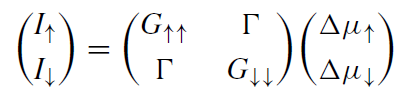 (I↑ I↓) = (G↑↑ Γ Γ G↓↓) (Δμ↑ Δμ↓)